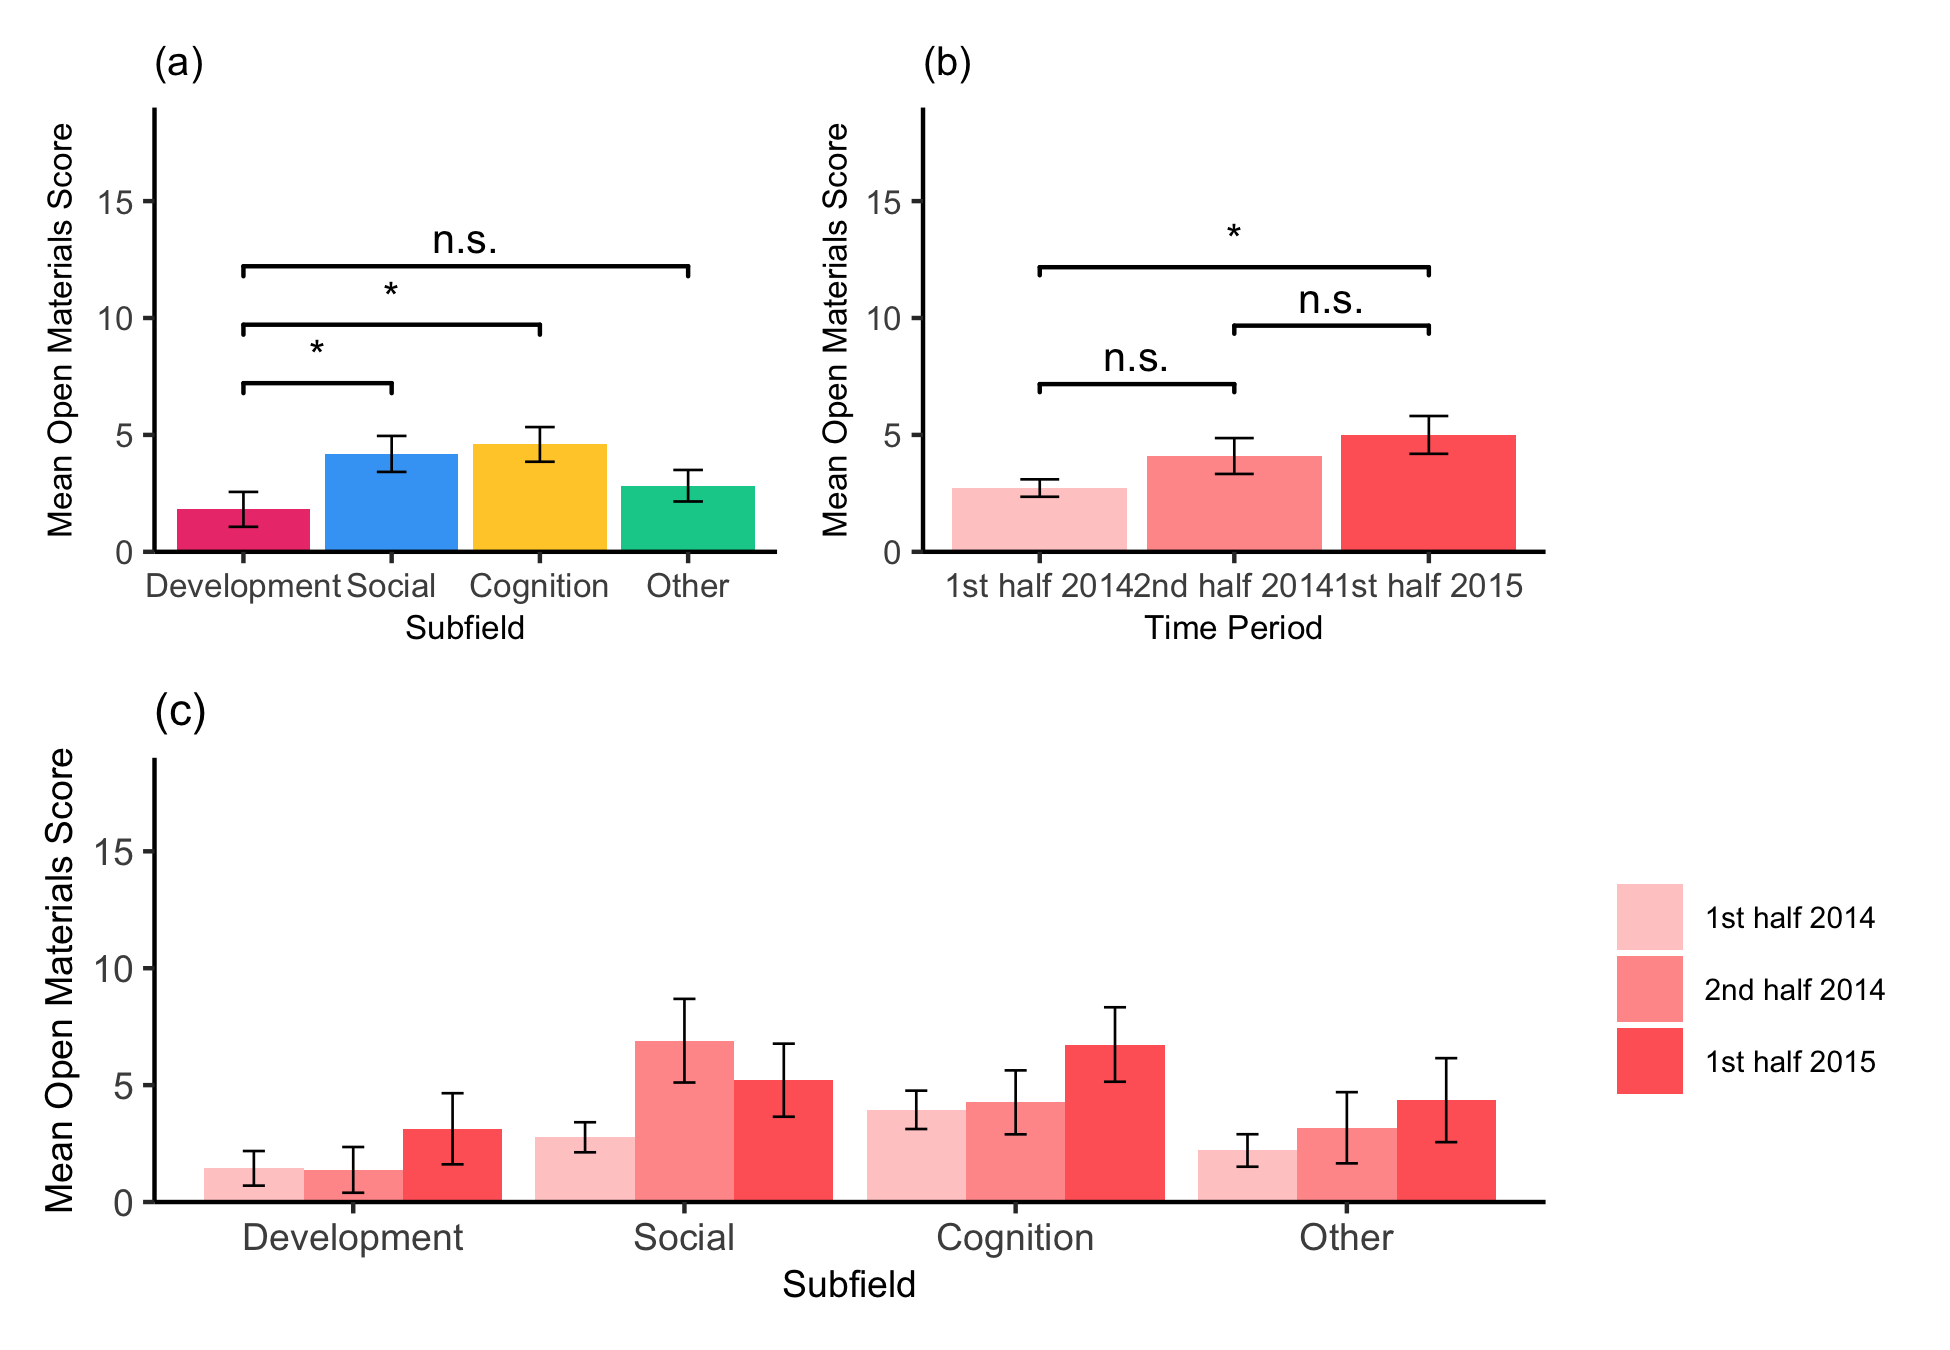 (a)
Mean Open Materials Score
15
10
5
0
n.s.
*
*
Development Social Cognition Other
Subfield
(b)
Mean Open Materials Score
15
10
5
0
*
n.s.
n.s.
1st half 2014 2nd half 2014 1st half 2015
Time Period
(c)
Mean Open Materials Score
15
10
5
0
Development Social Cognition Other
Subfield
1st half 2014
2nd half 2014
1st half 2015